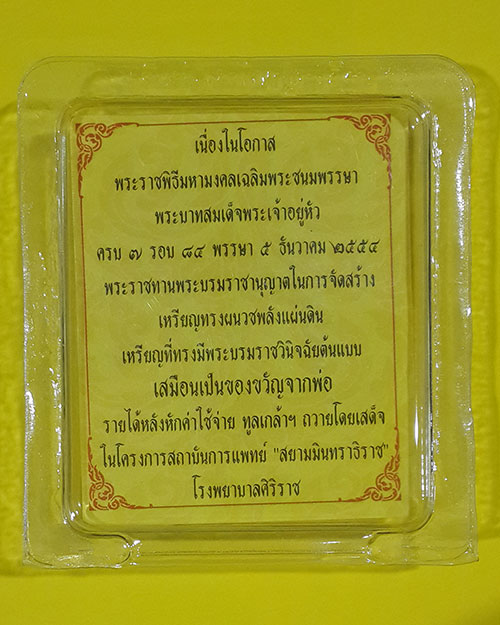 เนื่องในโอกาส
พระราชพิธีมหามงคลเฉลิมพระชนมพรรษา
พระบาทสมเด็จพระเจ้าอยู่หัว
ครบ ๗ รอบ ๘๔ พรรษา ๕ ธันวาคม ๒๕๕๔
พระราชทานพระบรมราชานุญาตในการจัดสร้าง
เหรียญทรงผนวชพลังแผ่นดิน
เหรียญที่ทรงมีพระบรมราชวินิจฉัยต้นแบบ
เสมือนเป็นของขวัญจากพ่อ
รายได้หลังหักค่าใช้จ่าย ทูลเกล้าฯ ถวายโดยเสด็จ
ในโครงการสถาบันการแพทย์ "สยามมินทราธิราช"
โรงพยาบาลศิริราช